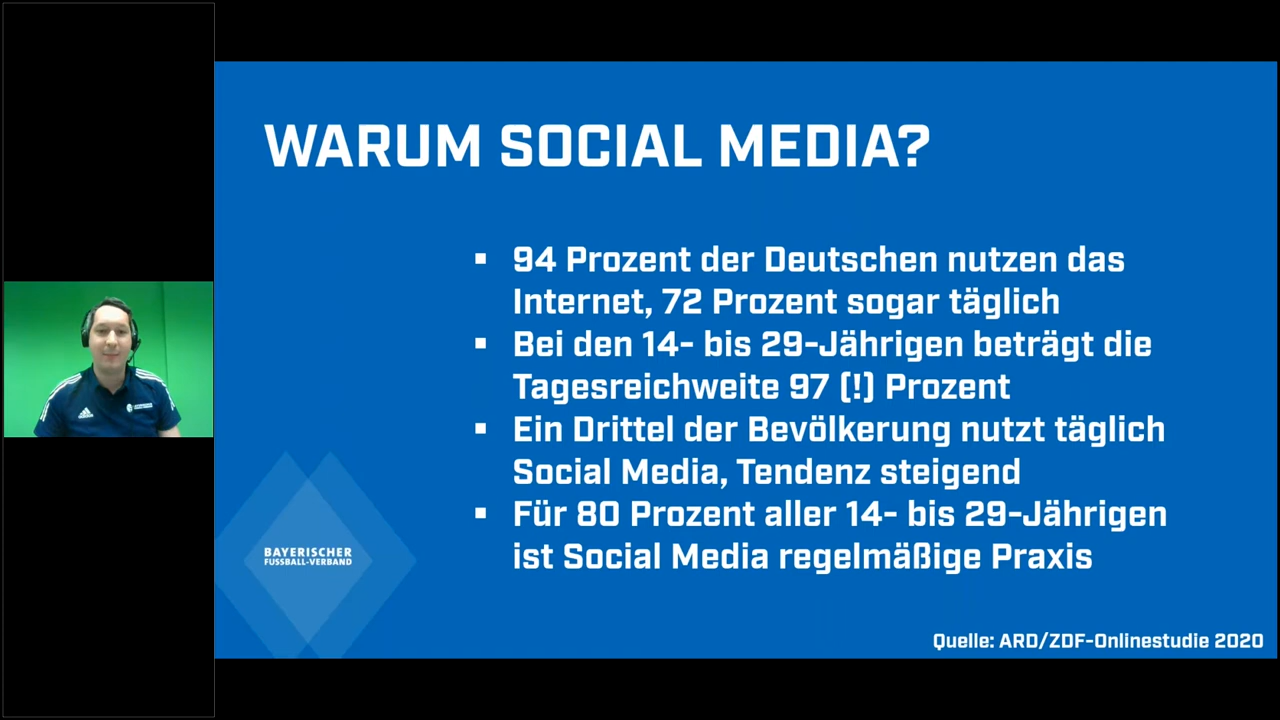 WARUM SOCIAL MEDIA?
▪ 94 Prozent der Deutschen nutzen das
Internet, 72 Prozent sogar täglich
▪ Bei den 14- bis 29-Jährigen beträgt die
Tagesreichweite 97 (!) Prozent
▪ Ein Drittel der Bevölkerung nutzt täglich
Social Media, Tendenz steigend
▪ Für 80 Prozent aller 14- bis 29-Jährigen
ist Social Media regelmäßige Praxis
BAYERISCHER
FUSSBALL-VERBAND
Quelle: ARD/ZDF-Onlinestudie 2020